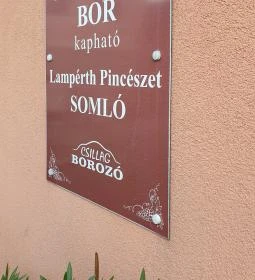 BOR
kapható
Lampérth Pincészet
SOMLÓ
CSILLAG
BOROZÓ